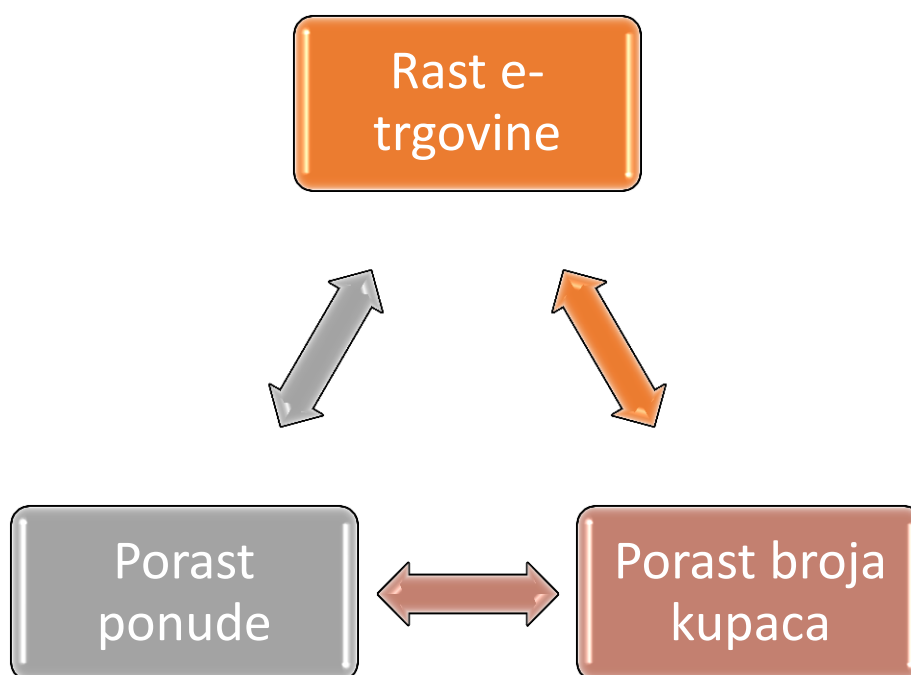 Rast e-
trgovine
Porast
ponude
Porast broja
kupaca